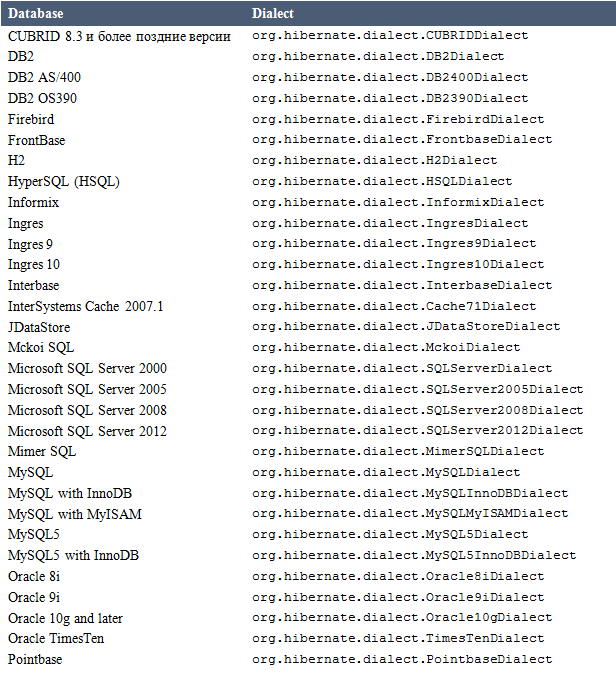 Database Dialect
CUBRID 8.3 и более поздние версии org.hibernate.dialect.CUBRIDDialect
DB2 org.hibernate.dialect.DB2Dialect
DB2 AS/400 org.hibernate.dialect.DB2400Dialect
DB2 OS390 org.hibernate.dialect.DB2390Dialect
Firebird org.hibernate.dialect.FirebirdDialect
FrontBase org.hibernate.dialect.FrontbaseDialect
H2 org.hibernate.dialect.H2Dialect
HyperSQL (HSQL) org.hibernate.dialect.HSQLDialect
Informix org.hibernate.dialect.InformixDialect
Ingres org.hibernate.dialect.IngresDialect
Ingres 9 org.hibernate.dialect.Ingres9Dialect
Ingres 10 org.hibernate.dialect.Ingres10Dialect
Interbase org.hibernate.dialect.InterbaseDialect
InterSystems Cache 2007.1 org.hibernate.dialect.Cache71Dialect
JDataStore org.hibernate.dialect.JDataStoreDialect
Mckoi SQL org.hibernate.dialect.MckoiDialect
Microsoft SQL Server 2000 org.hibernate.dialect.SQLServerDialect
Microsoft SQL Server 2005 org.hibernate.dialect.SQLServer2005Dialect
Microsoft SQL Server 2008 org.hibernate.dialect.SQLServer2008Dialect
Microsoft SQL Server 2012 org.hibernate.dialect.SQLServer2012Dialect
Mimer SQL org.hibernate.dialect.MimerSQLDialect
MySQL org.hibernate.dialect.MySQLDialect
MySQL with InnoDB org.hibernate.dialect.MySQLInnoDBDialect
MySQL with MyISAM org.hibernate.dialect.MySQLMyISAMDialect
MySQL5 org.hibernate.dialect.MySQL5Dialect
MySQL5 with InnoDB org.hibernate.dialect.MySQL5InnoDBDialect
Oracle 8i org.hibernate.dialect.Oracle8iDialect
Oracle 9i org.hibernate.dialect.Oracle9iDialect
Oracle 10g and later org.hibernate.dialect.Oracle10gDialect
Oracle TimesTen org.hibernate.dialect.TimesTenDialect
Pointbase org.hibernate.dialect.PointbaseDialect